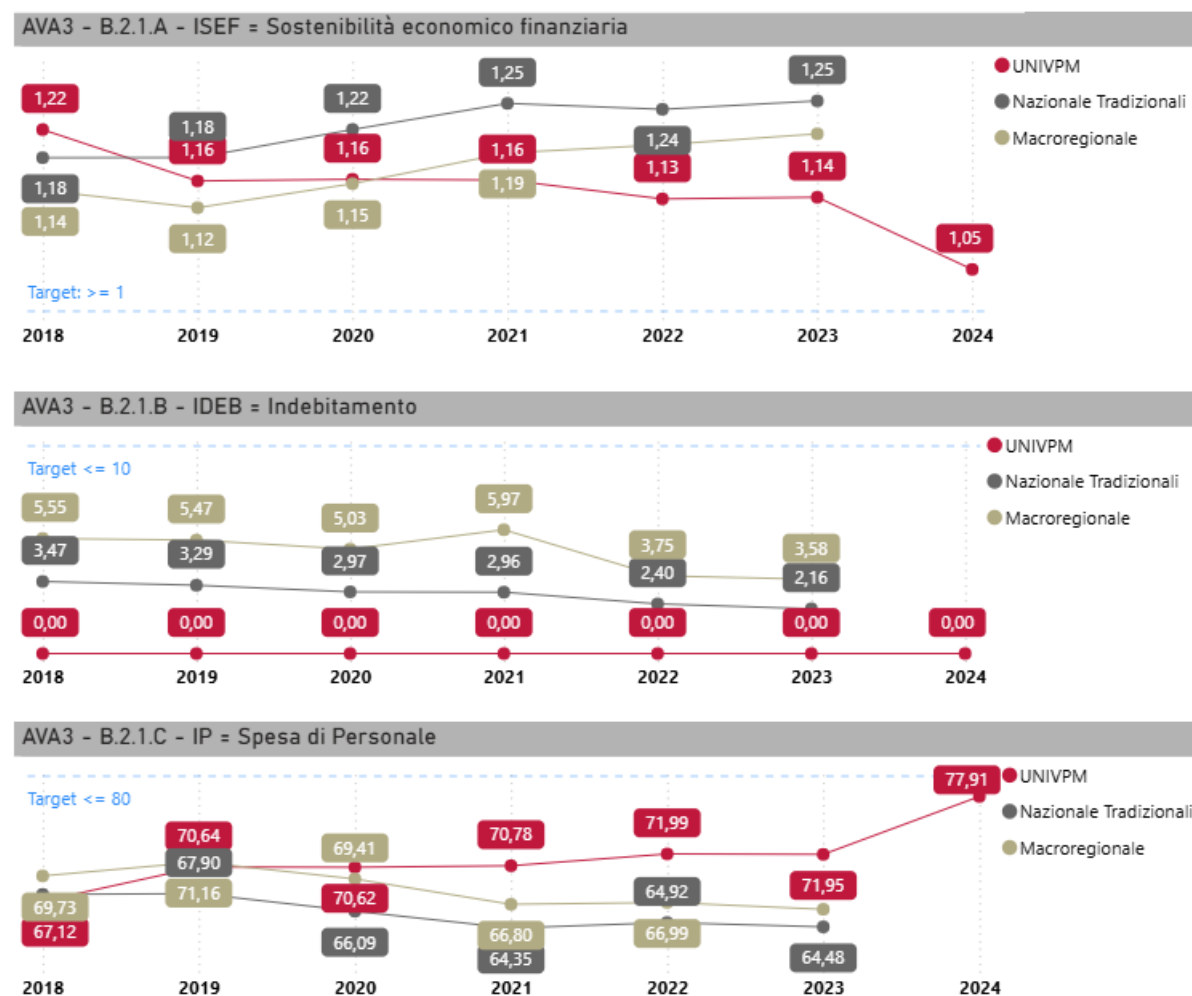 AVA3 - B.2.1.A - ISEF = Sostenibilità economico finanziaria
1,22 1,18 1,22 1,25 1,25
1,16 1,16 1,16 1,24 1,13 1,14
1,18 1,14 1,12 1,15 1,19 1,05
UNIVPM
Nazionale Tradizionali
Macroregionale
Target: >= 1
2018 2019 2020 2021 2022 2023 2024
AVA3 - B.2.1.B - IDEB = Indebitamento
UNIVPM
Nazionale Tradizionali
Macroregionale
Target <= 10
5,55 5,47 5,03 5,97 3,75 3,58
3,47 3,29 2,97 2,96 2,40 2,16
0,00 0,00 0,00 0,00 0,00 0,00 0,00
2018 2019 2020 2021 2022 2023 2024
AVA3 - B.2.1.C - IP = Spesa di Personale
UNIVPM
Nazionale Tradizionali
Macroregionale
Target <= 80
77,91
70,64 69,41 70,78 71,99
67,90 64,92
69,73 71,16 70,62 66,80 66,99 71,95
67,12 66,09 64,35 64,48
2018 2019 2020 2021 2022 2023 2024